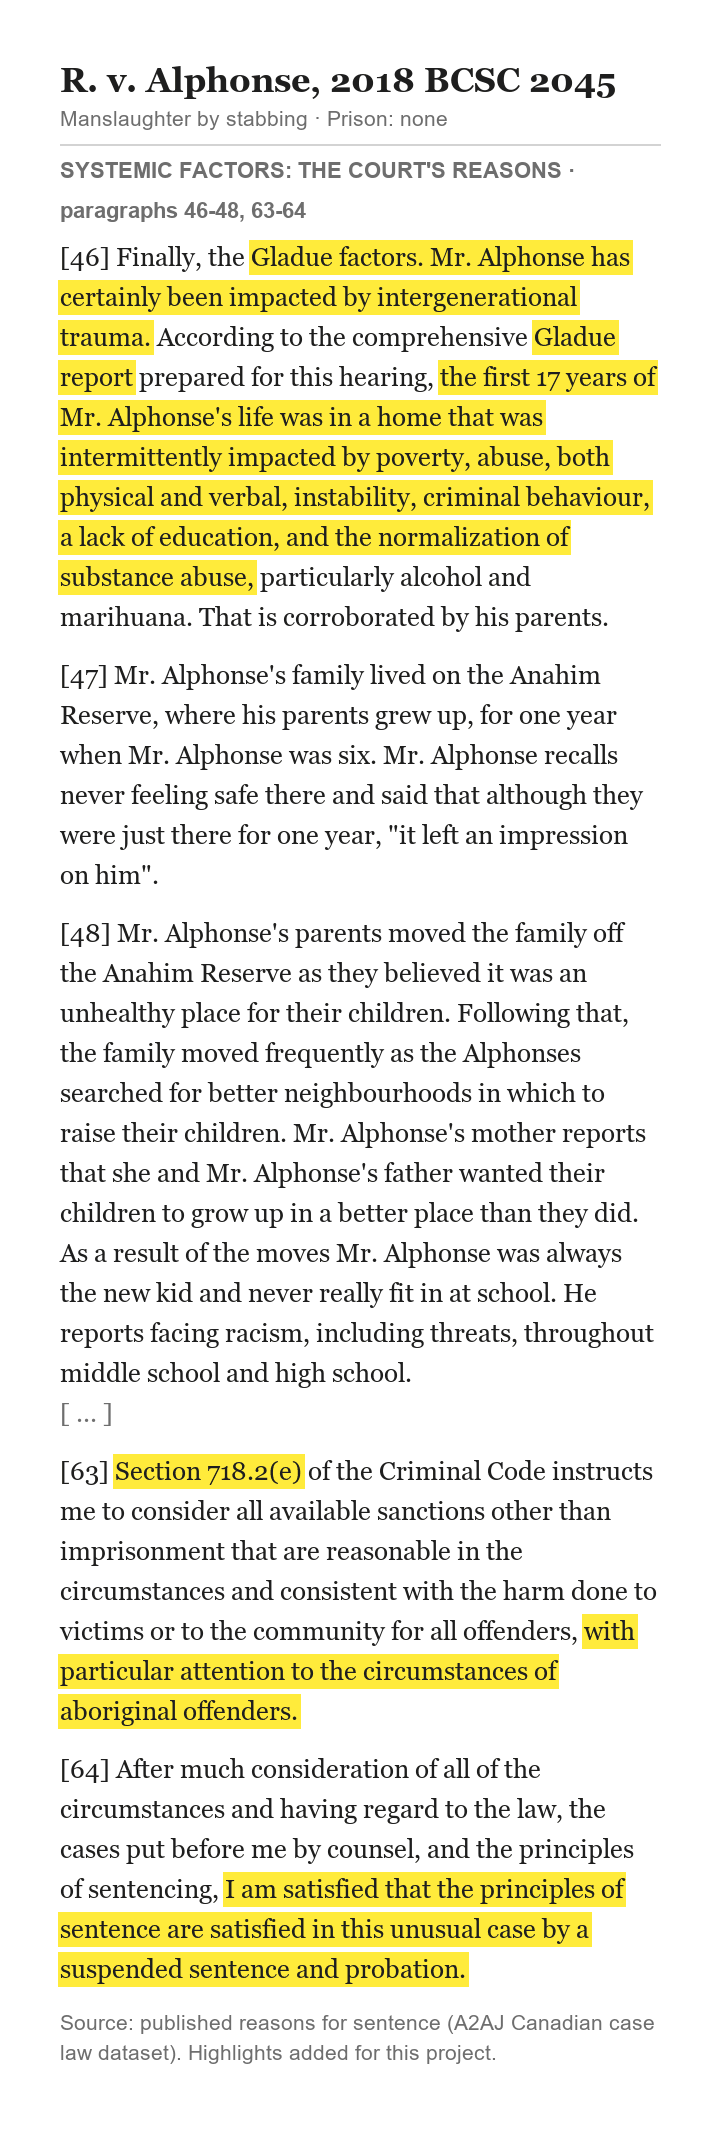 R. v. Alphonse, 2018 BCSC 2045
Manslaughter by stabbing · Prison: none
SYSTEMIC FACTORS: THE COURT'S REASONS ·
paragraphs 46-48, 63-64
[46] Finally, the Gladue factors. Mr. Alphonse has
certainly been impacted by intergenerational
trauma. According to the comprehensive Gladue
report prepared for this hearing, the first 17 years of
Mr. Alphonse's life was in a home that was
intermittently impacted by poverty, abuse, both
physical and verbal, instability, criminal behaviour,
a lack of education, and the normalization of
substance abuse, particularly alcohol and
marihuana. That is corroborated by his parents.
[47] Mr. Alphonse's family lived on the Anahim
Reserve, where his parents grew up, for one year
when Mr. Alphonse was six. Mr. Alphonse recalls
never feeling safe there and said that although they
were just there for one year, "it left an impression
on him".
[48] Mr. Alphonse's parents moved the family off
the Anahim Reserve as they believed it was an
unhealthy place for their children. Following that,
the family moved frequently as the Alphonses
searched for better neighbourhoods in which to
raise their children. Mr. Alphonse's mother reports
that she and Mr. Alphonse's father wanted their
children to grow up in a better place than they did.
As a result of the moves Mr. Alphonse was always
the new kid and never really fit in at school. He
reports facing racism, including threats, throughout
middle school and high school.
[ ... ]
[63] Section 718.2(e) of the Criminal Code instructs
me to consider all available sanctions other than
imprisonment that are reasonable in the
circumstances and consistent with the harm done to
victims or to the community for all offenders, with
particular attention to the circumstances of
aboriginal offenders.
[64] After much consideration of all of the
circumstances and having regard to the law, the
cases put before me by counsel, and the principles
of sentencing, I am satisfied that the principles of
sentence are satisfied in this unusual case by a
suspended sentence and probation.
Source: published reasons for sentence (A2AJ Canadian case
law dataset). Highlights added for this project.